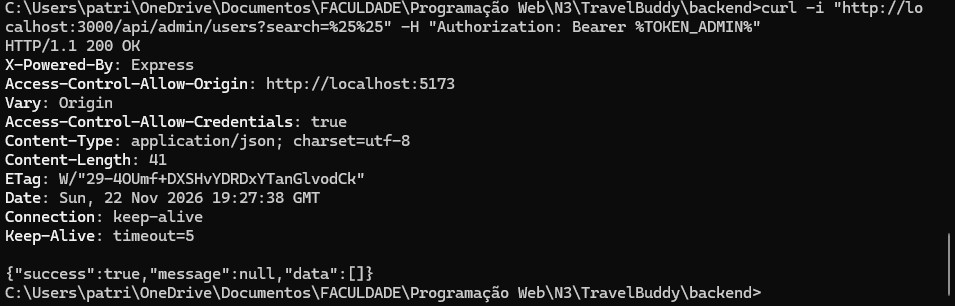 C:\Users\patri\OneDrive\Documentos\FACULDADE\Programação Web\N3\TravelBuddy\backend>curl -i "http://lo
calhost:3000/api/admin/users?search=%25%25" -H "Authorization: Bearer %TOKEN_ADMIN%"
HTTP/1.1 200 OK
X-Powered-By: Express
Access-Control-Allow-Origin: http://localhost:5173
Vary: Origin
Access-Control-Allow-Credentials: true
Content-Type: application/json; charset=utf-8
Content-Length: 41
ETag: W/"29-4OUmf+DXSHvYDRDxYTanGlvodCk"
Date: Sun, 22 Nov 2026 19:27:38 GMT
Connection: keep-alive
Keep-Alive: timeout=5

{"success":true,"message":null,"data":[]}
C:\Users\patri\OneDrive\Documentos\FACULDADE\Programação Web\N3\TravelBuddy\backend>